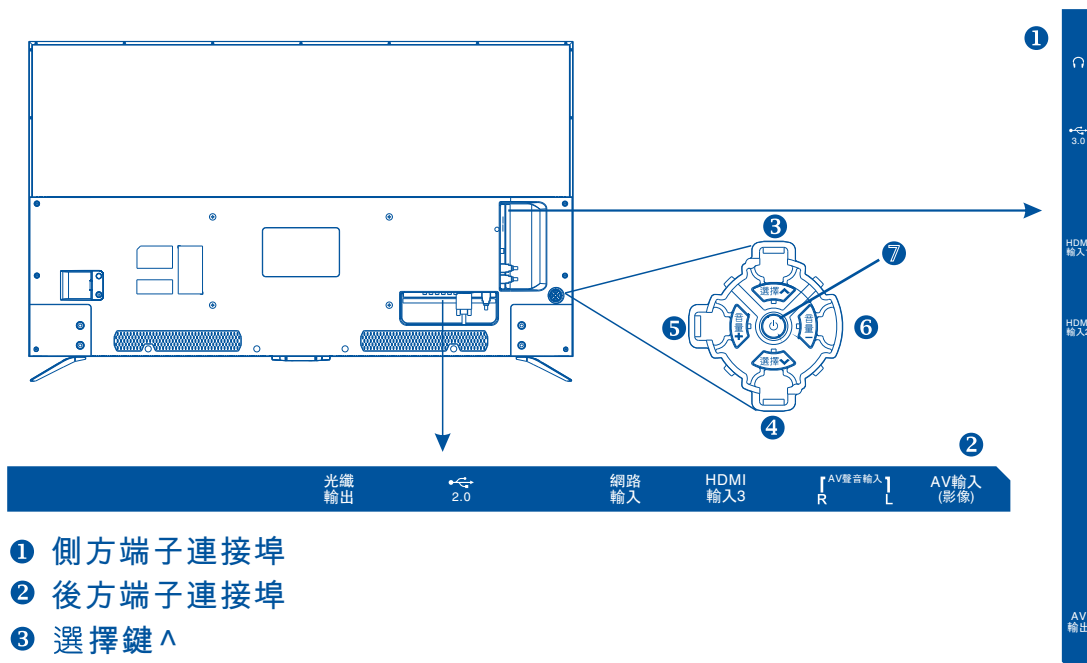 ❶
3.0
HDM
輸入
HDM
輸入2
AV
輸出
❸
❼
選擇
音量+
音量−
❺
❻
選擇
❹
❷
光纖
輸出
2.0
網路
輸入
HDMI
輸入3
AV聲音輸入
R L
AV輸入
(影像)
❶ 側方端子連接埠
❷ 後方端子連接埠
❸ 選擇鍵^